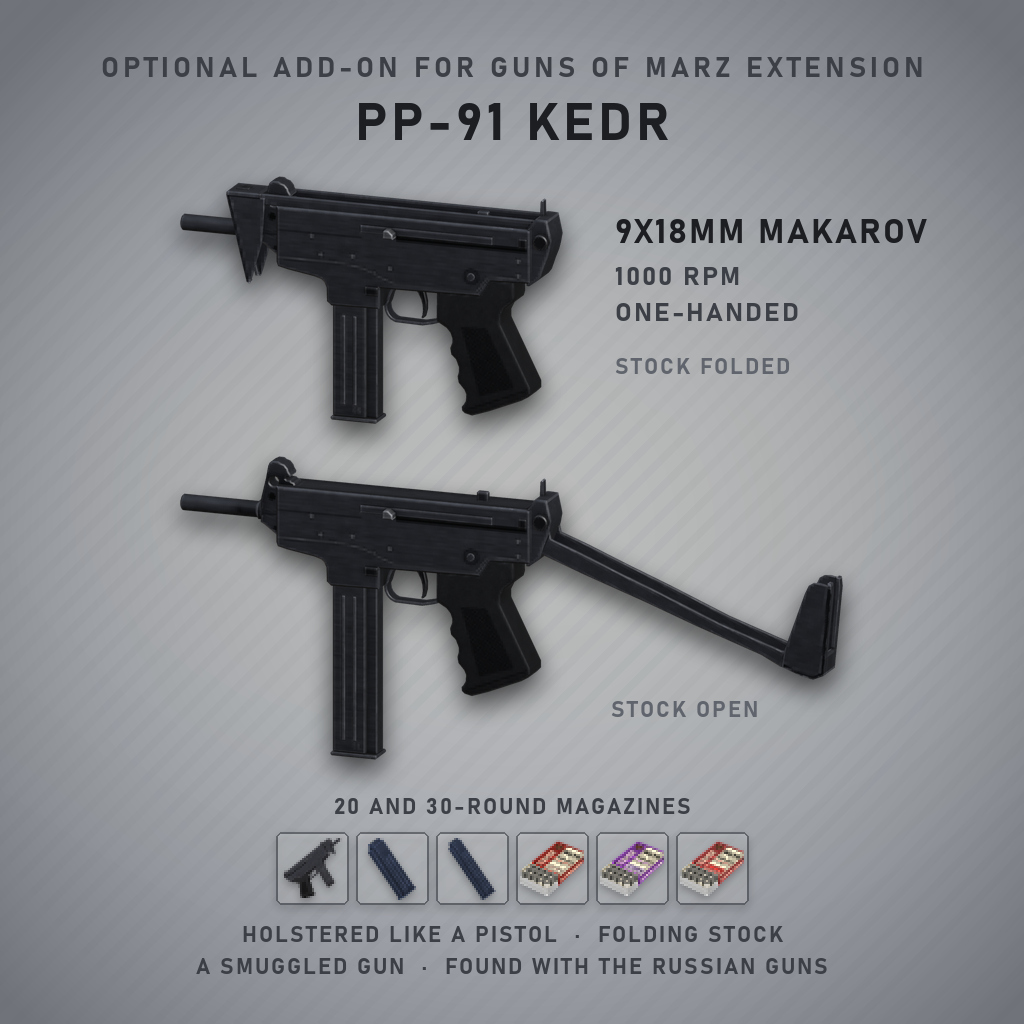 OPTIONAL ADD-ON FOR GUNS OF MARZ EXTENSION
PP-91 KEDR
9X18MM MAKAROV
1000 RPM
ONE-HANDED
STOCK FOLDED
STOCK OPEN
20 AND 30-ROUND MAGAZINES
HOLSTERED LIKE A PISTOL · FOLDING STOCK
A SMUGGLED GUN · FOUND WITH THE RUSSIAN GUNS